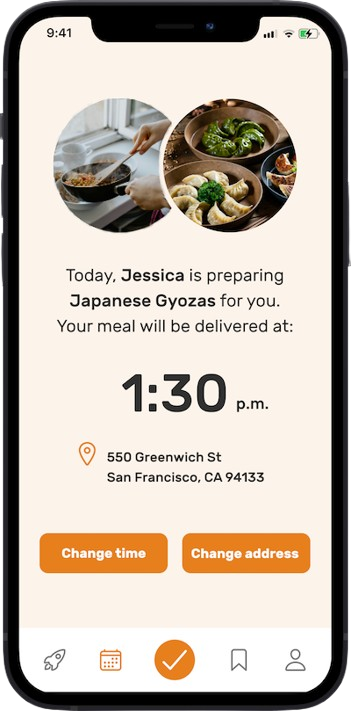 9:41
Today, Jessica is preparing
Japanese Gyozas for you.
Your meal will be delivered at:
1:30 p.m.
550 Greenwich St
San Francisco, CA 94133
Change time
Change address